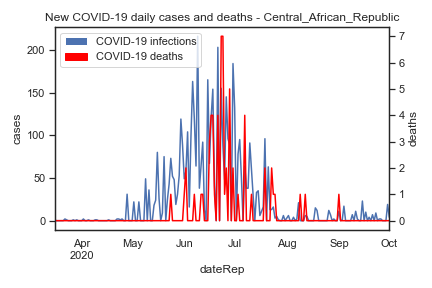 New COVID-19 daily cases and deaths - Central_African_Republic
COVID-19 infections
COVID-19 deaths
200
150
100
50
0
cases
7
6
5
4
3
2
1
0
deaths
Apr May Jun Jul Aug Sep Oct
2020
dateRep